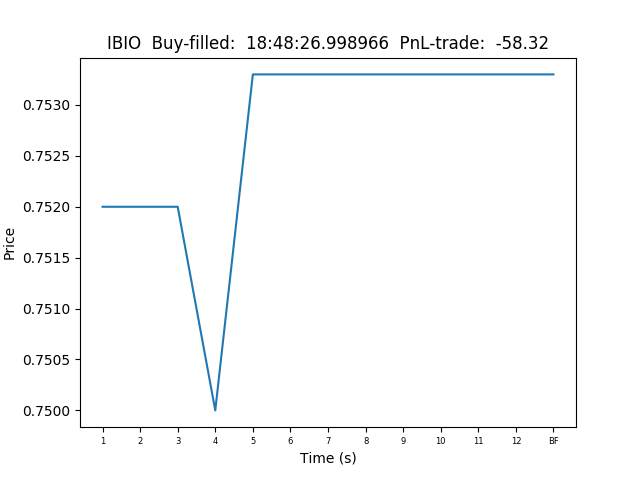 IBIO  Buy-filled:  18:48:26.998966  PnL-trade:  -58.32
0.7530
0.7525
0.7520
0.7515
0.7510
0.7505
0.7500
Price
1 2 3 4 5 6 7 8 9 10 11 12 BF
Time (s)